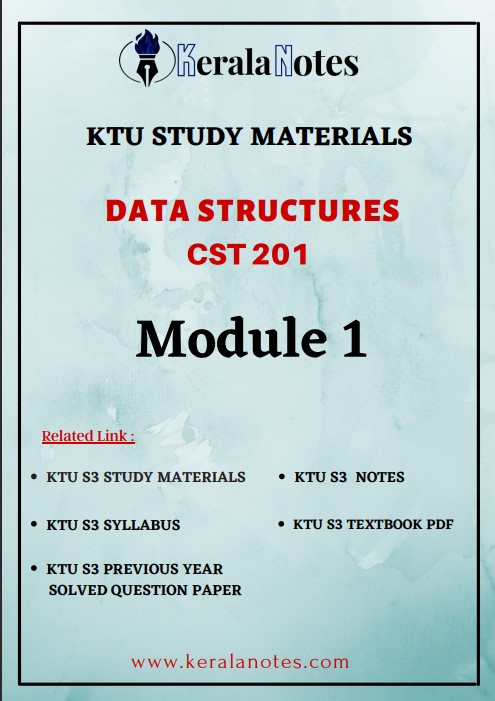 KeralaNotes
KTU STUDY MATERIALS
DATA STRUCTURES
CST 201
Module 1
Related Link :
• KTU S3 STUDY MATERIALS
• KTU S3 NOTES
• KTU S3 SYLLABUS
• KTU S3 TEXTBOOK PDF
• KTU S3 PREVIOUS YEAR
SOLVED QUESTION PAPER
www.keralanotes.com